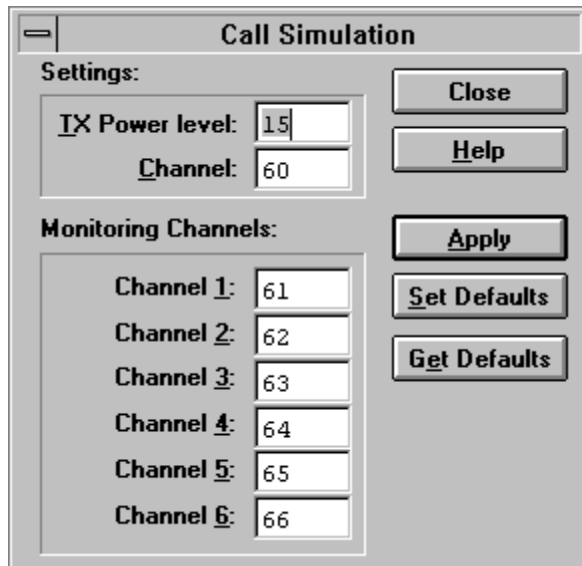 Call Simulation
Settings:
TX Power level: 15
Channel: 60
Close
Help
Monitoring Channels:
Channel 1: 61
Channel 2: 62
Channel 3: 63
Channel 4: 64
Channel 5: 65
Channel 6: 66
Apply
Set Defaults
Get Defaults